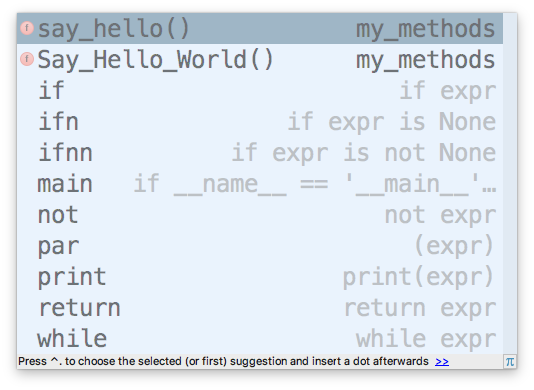 f say_hello() my_methods
f Say_Hello_World() my_methods
if if expr
ifn if expr is None
ifnn if expr is not None
main if __name__ == '__main__'…
not not expr
par (expr)
print print(expr)
return return expr
while while expr
Press ^. to choose the selected (or first) suggestion and insert a dot afterwards >> π